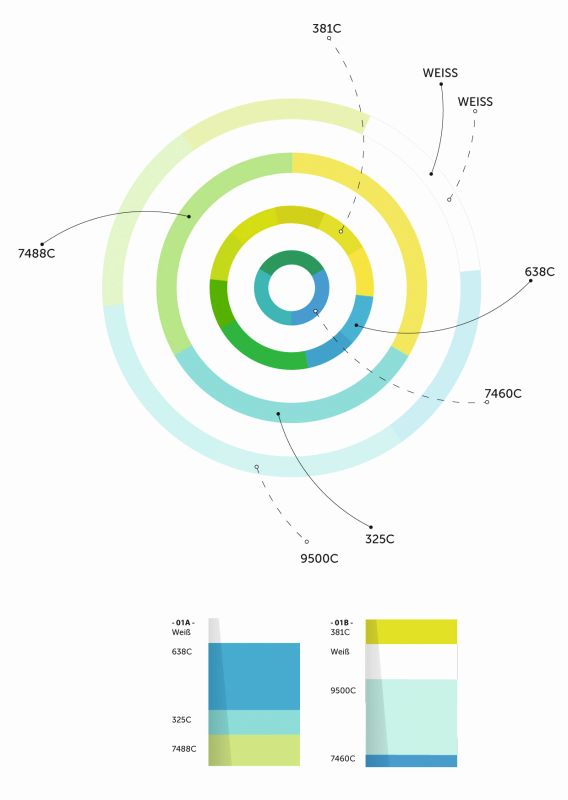 381C
WEISS
WEISS
7488C
638C
7460C
325C
9500C
- 01A -
Weiß
638C
325C
7488C
- 01B -
381C
Weiß
9500C
7460C